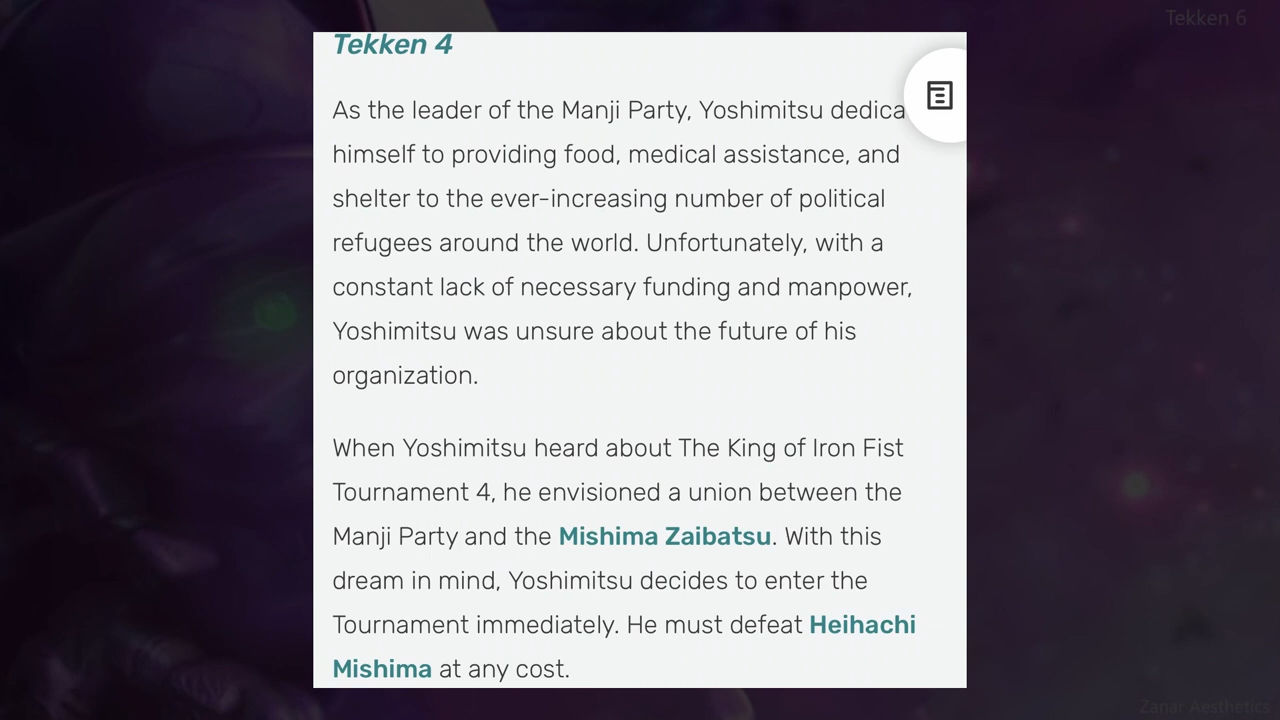 Tekken 6
Tekken 4
As the leader of the Manji Party, Yoshimitsu dedica
himself to providing food, medical assistance, and
shelter to the ever-increasing number of political
refugees around the world. Unfortunately, with a
constant lack of necessary funding and manpower,
Yoshimitsu was unsure about the future of his
organization.
When Yoshimitsu heard about The King of Iron Fist
Tournament 4, he envisioned a union between the
Manji Party and the Mishima Zaibatsu. With this
dream in mind, Yoshimitsu decides to enter the
Tournament immediately. He must defeat Heihachi
Mishima at any cost.
Zanar Aesthetics